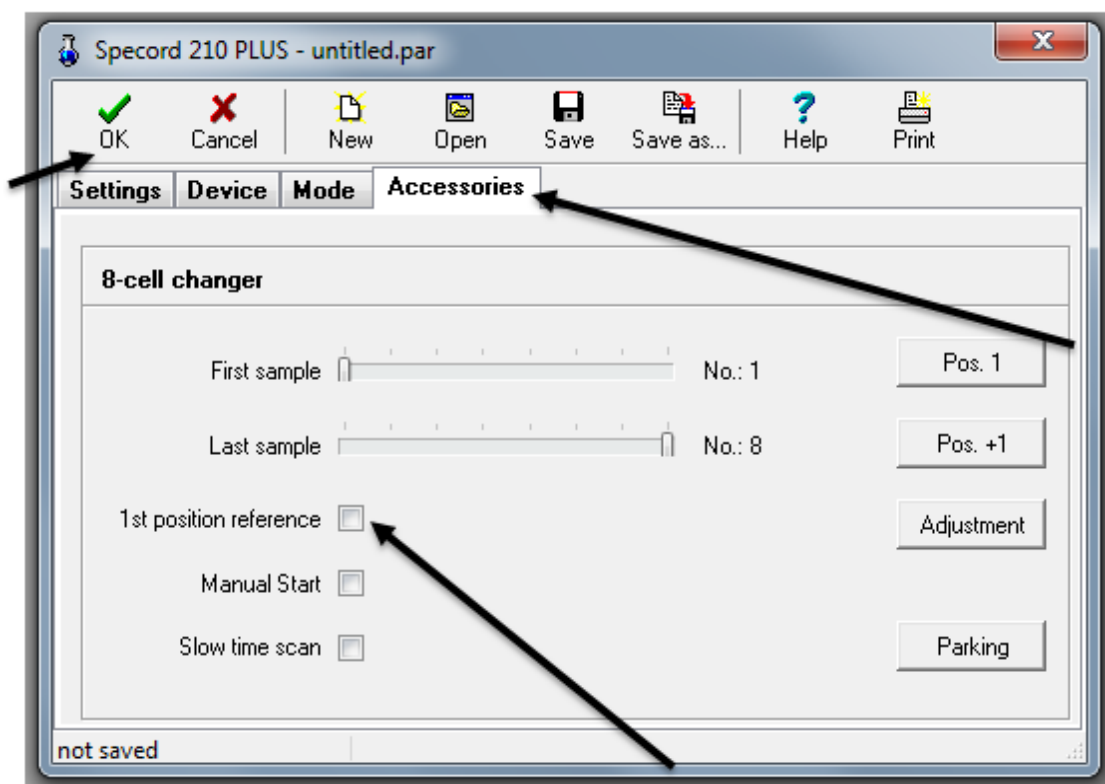 Specord 210 PLUS - untitled.par
OK Cancel New Open Save Save as... Help Print
Settings Device Mode Accessories
8-cell changer
First sample No.: 1 Pos. 1
Last sample No.: 8 Pos. +1
1st position reference Adjustment
Manual Start
Slow time scan Parking
not saved